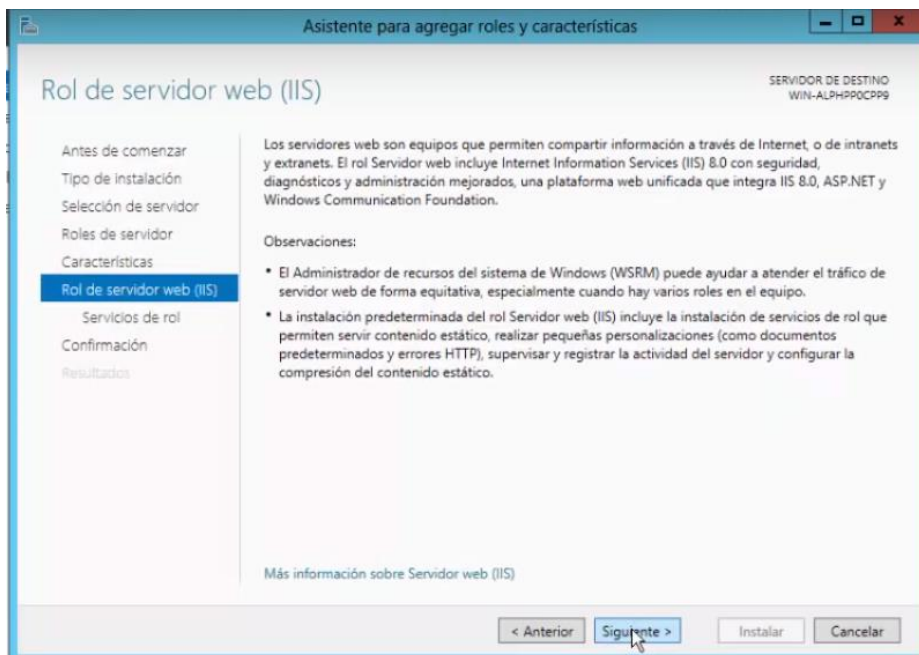 Asistente para agregar roles y características
Rol de servidor web (IIS)
SERVIDOR DE DESTINO
WIN-ALPHPP0CPP9
Antes de comenzar
Tipo de instalación
Selección de servidor
Roles de servidor
Características
Rol de servidor web (IIS)
Servicios de rol
Confirmación
Resultados
Los servidores web son equipos que permiten compartir información a través de Internet, o de intranets
y extranets. El rol Servidor web incluye Internet Information Services (IIS) 8.0 con seguridad,
diagnósticos y administración mejorados, una plataforma web unificada que integra IIS 8.0, ASP.NET y
Windows Communication Foundation.
Observaciones:
• El Administrador de recursos del sistema de Windows (WSRM) puede ayudar a atender el tráfico de
servidor web de forma equitativa, especialmente cuando hay varios roles en el equipo.
• La instalación predeterminada del rol Servidor web (IIS) incluye la instalación de servicios de rol que
permiten servir contenido estático, realizar pequeñas personalizaciones (como documentos
predeterminados y errores HTTP), supervisar y registrar la actividad del servidor y configurar la
compresión del contenido estático.
Más información sobre Servidor web (IIS)
< Anterior
Siguiente >
Instalar
Cancelar